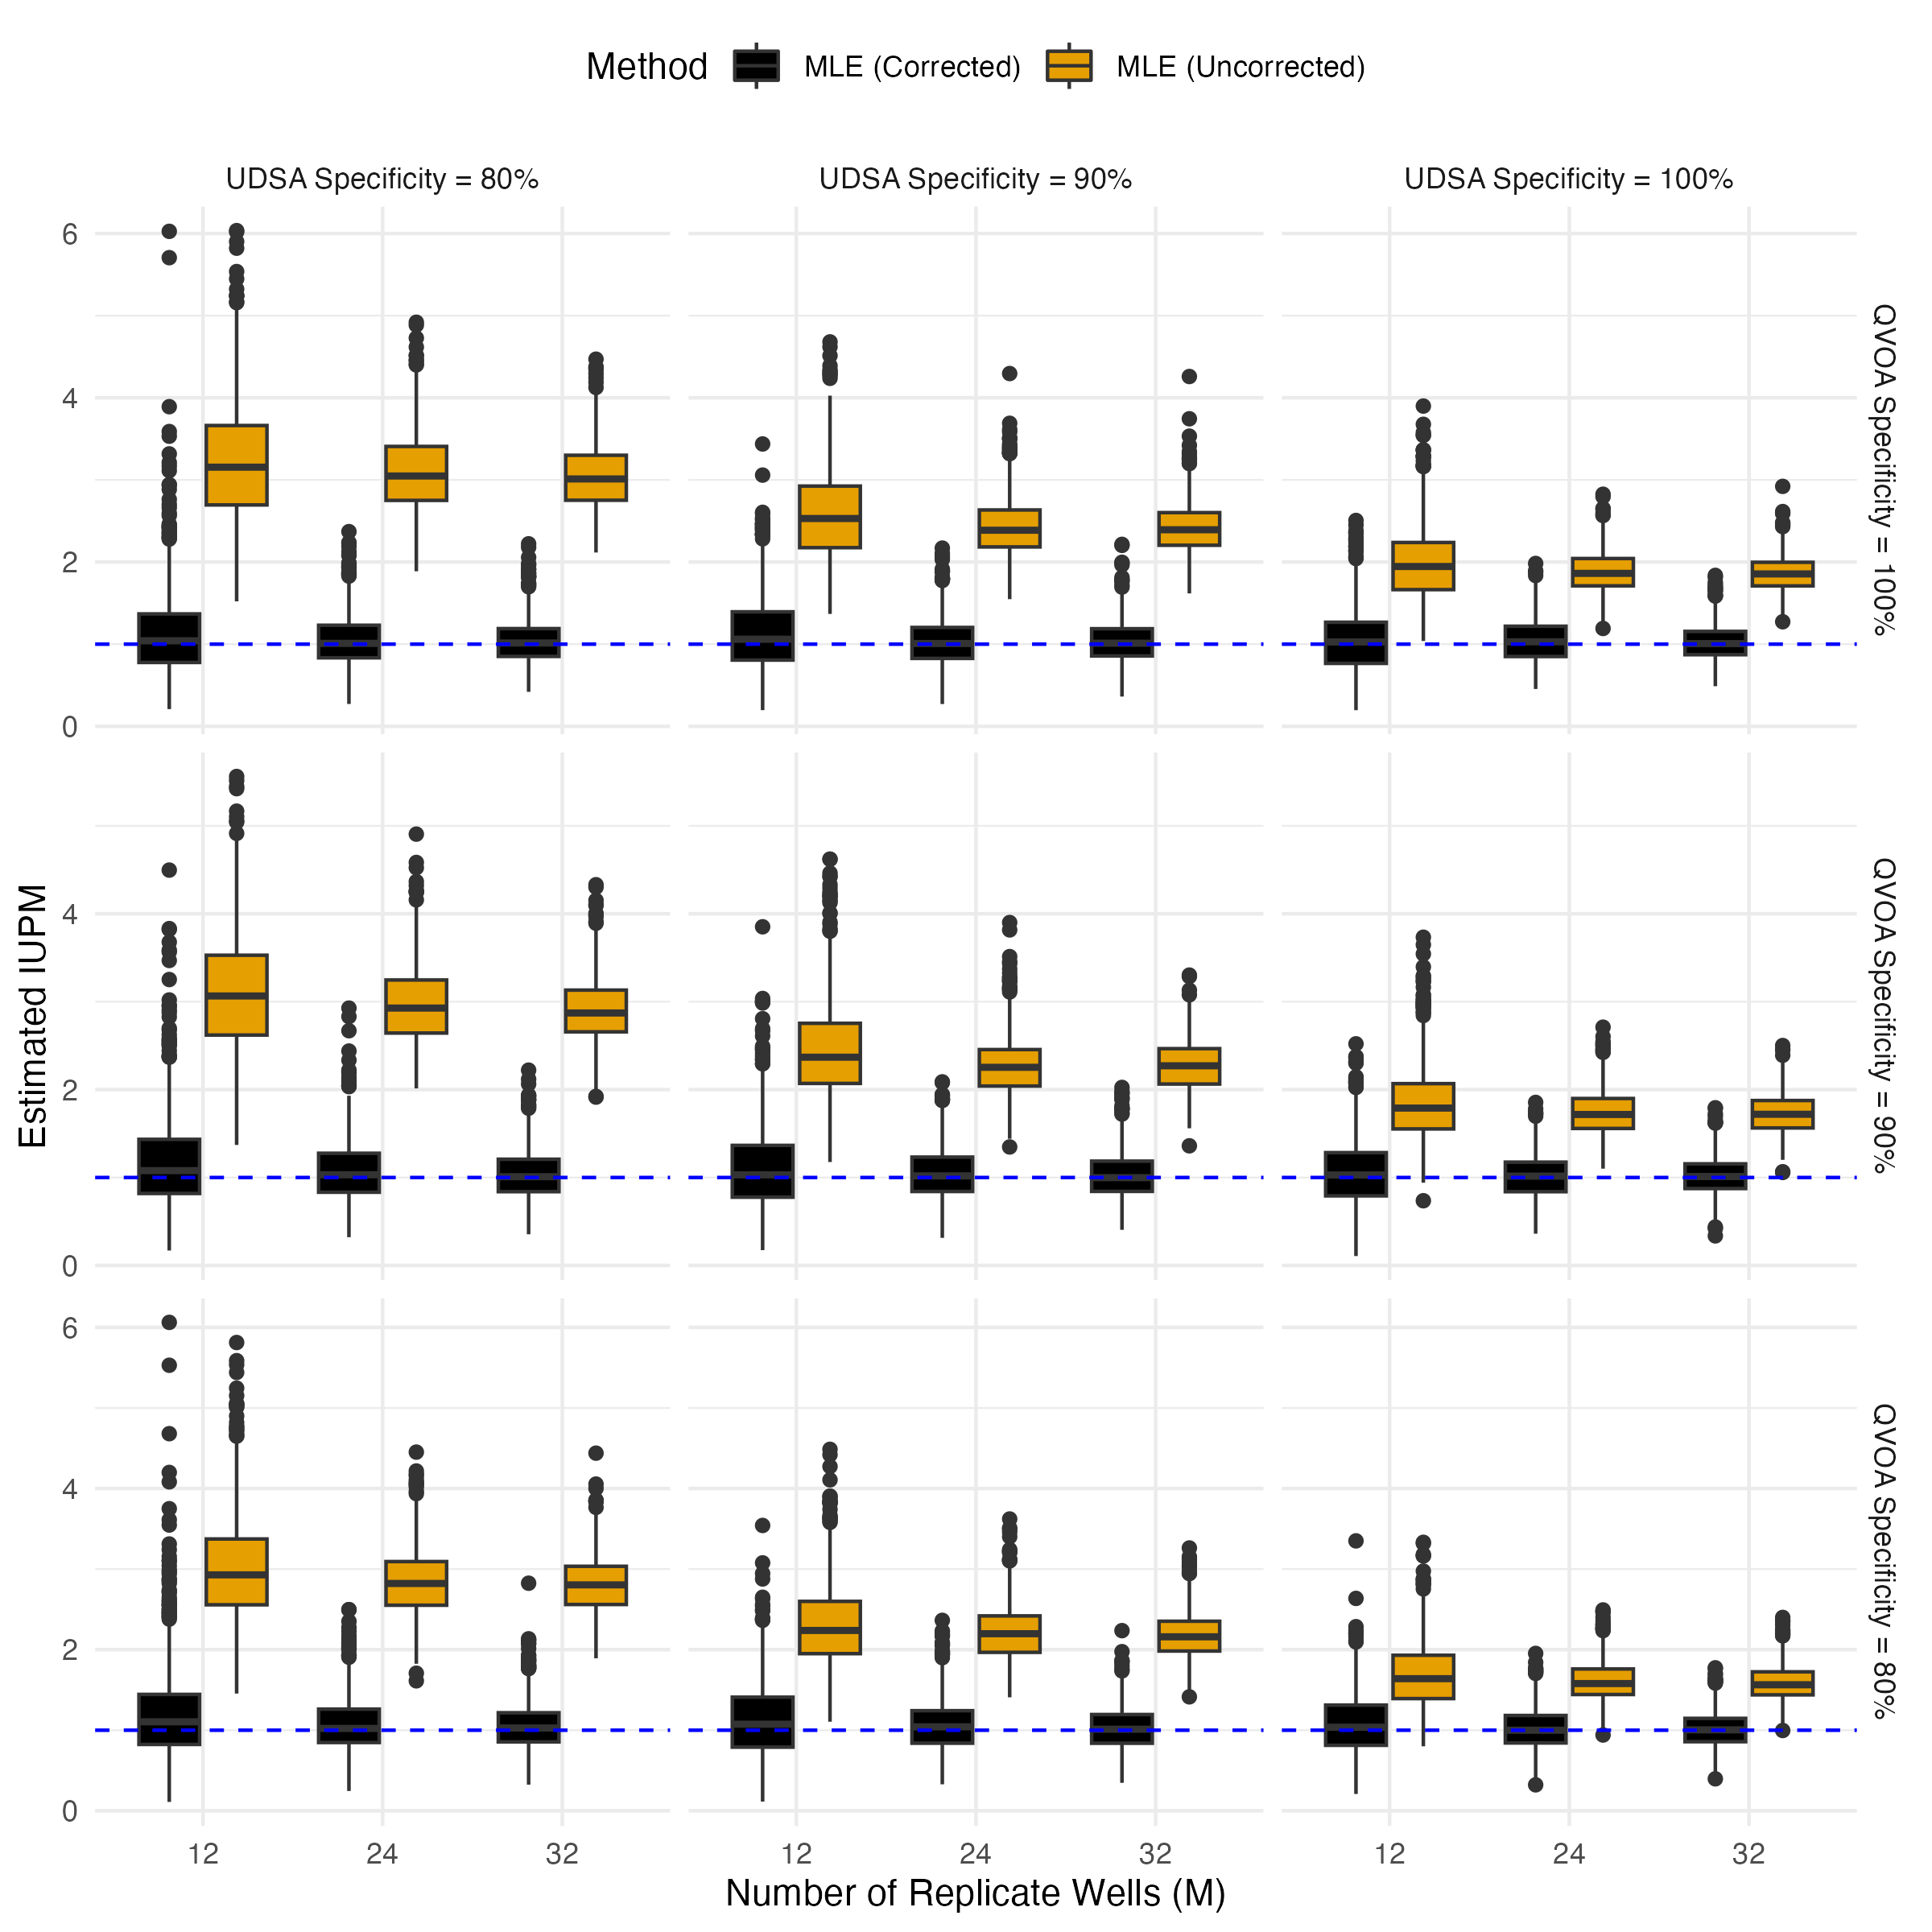 Method MLE (Corrected) MLE (Uncorrected)
UDSA Specificity = 80% UDSA Specificity = 90% UDSA Specificity = 100%
6
4
2
0
QVOA Specificity = 100%
4
2
0
QVOA Specificity = 90%
6
4
2
0
QVOA Specificity = 80%
Estimated IUPM
12 24 32 12 24 32 12 24 32
Number of Replicate Wells (M)